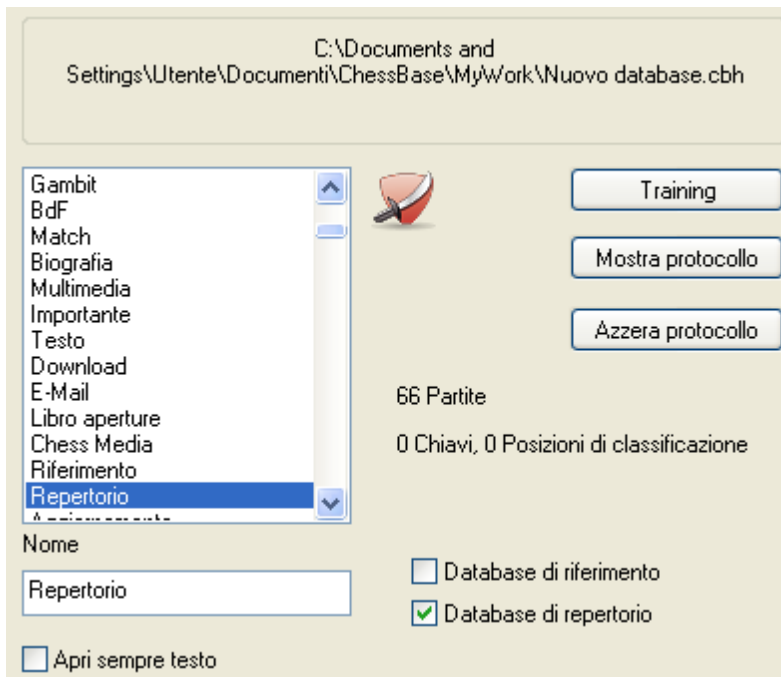 C:\Documents and
Settings\Utente\Documenti\ChessBase\MyWork\Nuovo database.cbh
Gambit
BdF
Match
Biografia
Multimedia
Importante
Testo
Download
E-Mail
Libro aperture
Chess Media
Riferimento
Repertorio
Training
Mostra protocollo
Azzera protocollo
66 Partite
0 Chiavi, 0 Posizioni di classificazione
Nome
Repertorio
Database di riferimento
Database di repertorio
Apri sempre testo